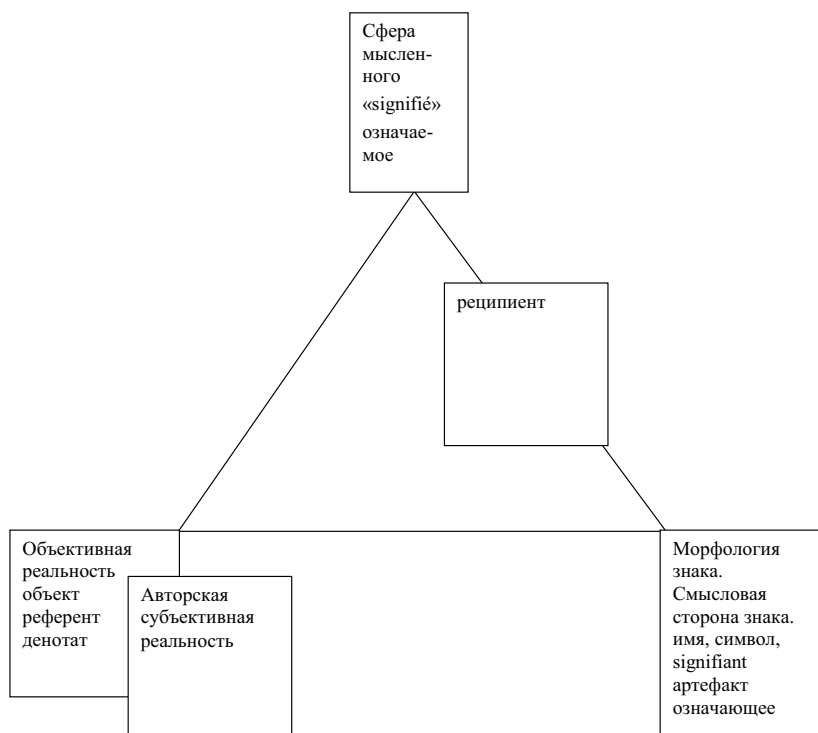 Сфера
мыслен-
ного
«signifié»
означае-
мое
реципиент
Объективная
реальность
объект
референт
денотат
Авторская
субъективная
реальность
Морфология
знака.
Смысловая
сторона знака.
имя, символ,
signifiant
артефакт
означающее